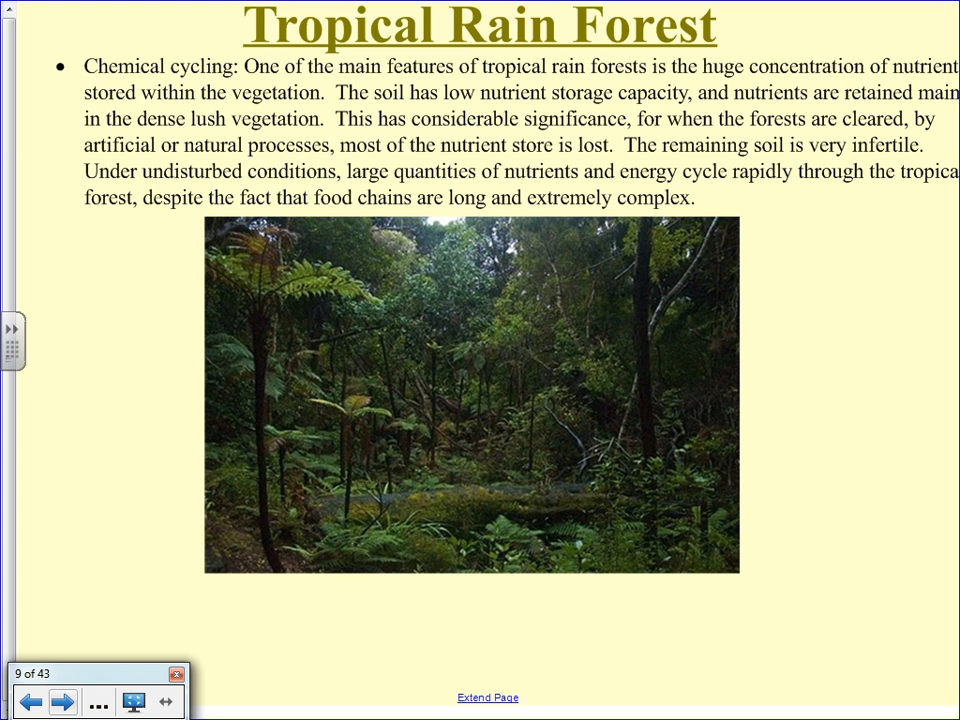 Tropical Rain Forest
• Chemical cycling: One of the main features of tropical rain forests is the huge concentration of nutrient
stored within the vegetation. The soil has low nutrient storage capacity, and nutrients are retained main
in the dense lush vegetation. This has considerable significance, for when the forests are cleared, by
artificial or natural processes, most of the nutrient store is lost. The remaining soil is very infertile.
Under undisturbed conditions, large quantities of nutrients and energy cycle rapidly through the tropica
forest, despite the fact that food chains are long and extremely complex.
9 of 43
...
Extend Page